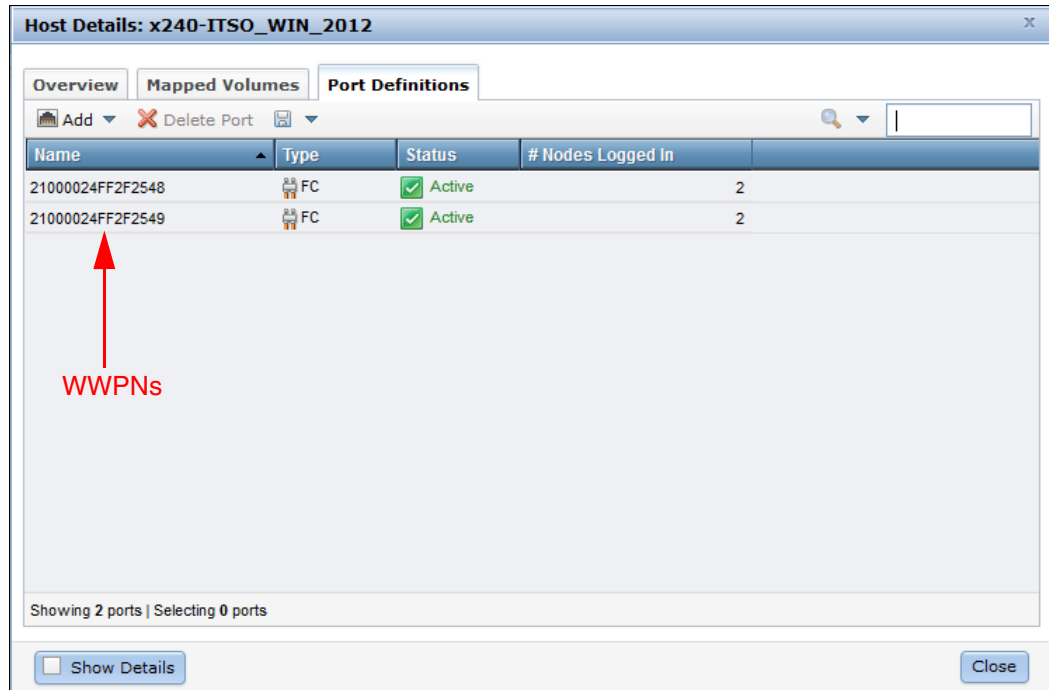 Host Details: x240-ITSO_WIN_2012 x
Overview Mapped Volumes Port Definitions
Add Delete Port
Name Type Status # Nodes Logged In
21000024FF2F2548 FC Active 2
21000024FF2F2549 FC Active 2
WWPNs
Showing 2 ports | Selecting 0 ports
Show Details Close